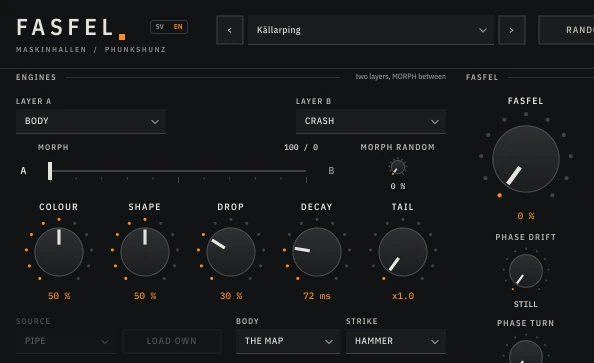 FASFEL.
SV EN
‹ Källarping › RAND
MASKINHALLEN / PHUNKSHUNZ
ENGINES two layers, MORPH between FASFEL
LAYER A LAYER B FASFEL
BODY CRASH
MORPH 100 / 0 MORPH RANDOM
A B
0 %
COLOUR SHAPE DROP DECAY TAIL
0 %
PHASE DRIFT
50 % 50 % 30 % 72 ms x1.0
STILL
SOURCE BODY STRIKE PHASE TURN
PIPE LOAD OWN THE MAP HAMMER